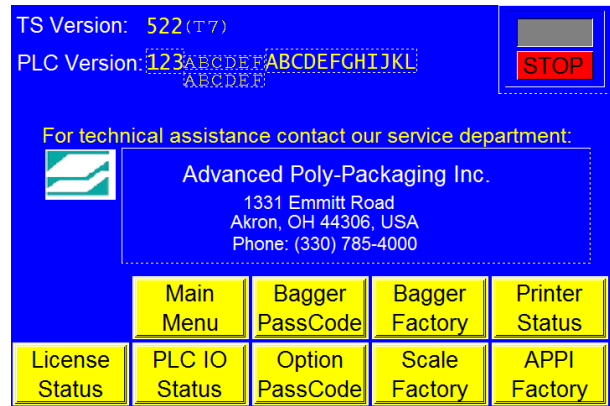 TS Version: 522(T7)
PLC Version: 123ABCDEFABCDEFGHIJKL
ABCDEF
STOP
For technical assistance contact our service department:
Advanced Poly-Packaging Inc.
1331 Emmitt Road
Akron, OH 44306, USA
Phone: (330) 785-4000
Main Menu
Bagger PassCode
Bagger Factory
Printer Status
License Status
PLC IO Status
Option PassCode
Scale Factory
APPI Factory